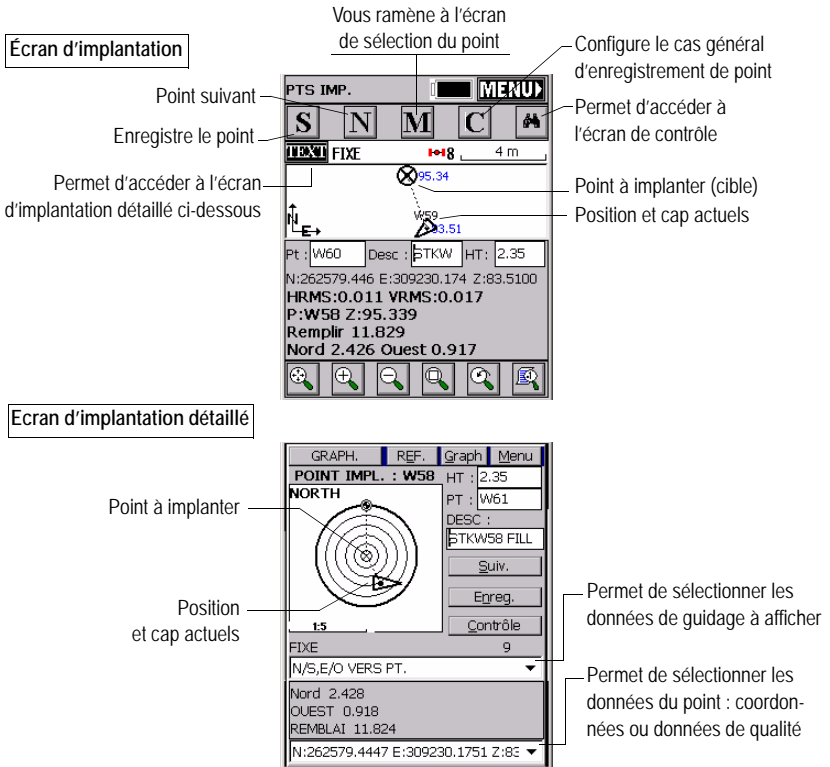 Écran d'implantation
Vous ramène à l'écran
de sélection du point
Configure le cas général
d'enregistrement de point
Point suivant
Enregistre le point
Permet d'accéder à
l'écran de contrôle
Permet d'accéder à l'écran
d'implantation détaillé ci-dessous
Point à implanter (cible)
Position et cap actuels
PTS IMP.
MENU
S N M C
TEXT FIXE 8 4 m
95.34
W59
93.51
N
E
Pt : W60 Desc : STKW HT: 2.35
N:262579.446 E:309230.174 Z:83.5100
HRMS:0.011 VRMS:0.017
P:W58 Z:95.339
Remplir 11.829
Nord 2.426 Ouest 0.917
Ecran d'implantation détaillé
GRAPH. REF. Graph Menu
POINT IMPL. : W58 HT : 2.35
NORTH
PT : W61
DESC :
STKW58 FILL
Suiv.
Enreg.
Contrôle
1:5
FIXE 9
N/S,E/O VERS PT.
Nord 2.428
OUEST 0.918
REMBLAI 11.824
N:262579.4447 E:309230.1751 Z:83
Point à implanter
Position
et cap actuels
Permet de sélectionner les
données de guidage à afficher
Permet de sélectionner les
données du point : coordon-
nées ou données de qualité